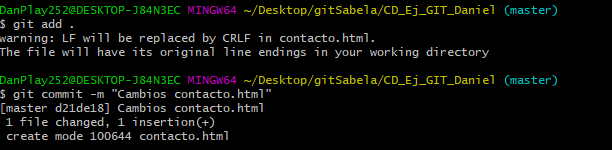 DanPlay252@DESKTOP-J84N3EC MINGW64 ~/Desktop/gitSabela/CD_Ej_GIT_Daniel (master)
$ git add .
warning: LF will be replaced by CRLF in contacto.html.
The file will have its original line endings in your working directory
DanPlay252@DESKTOP-J84N3EC MINGW64 ~/Desktop/gitSabela/CD_Ej_GIT_Daniel (master)
$ git commit -m "Cambios contacto.html"
[master d21de18] Cambios contacto.html
1 file changed, 1 insertion(+)
create mode 100644 contacto.html